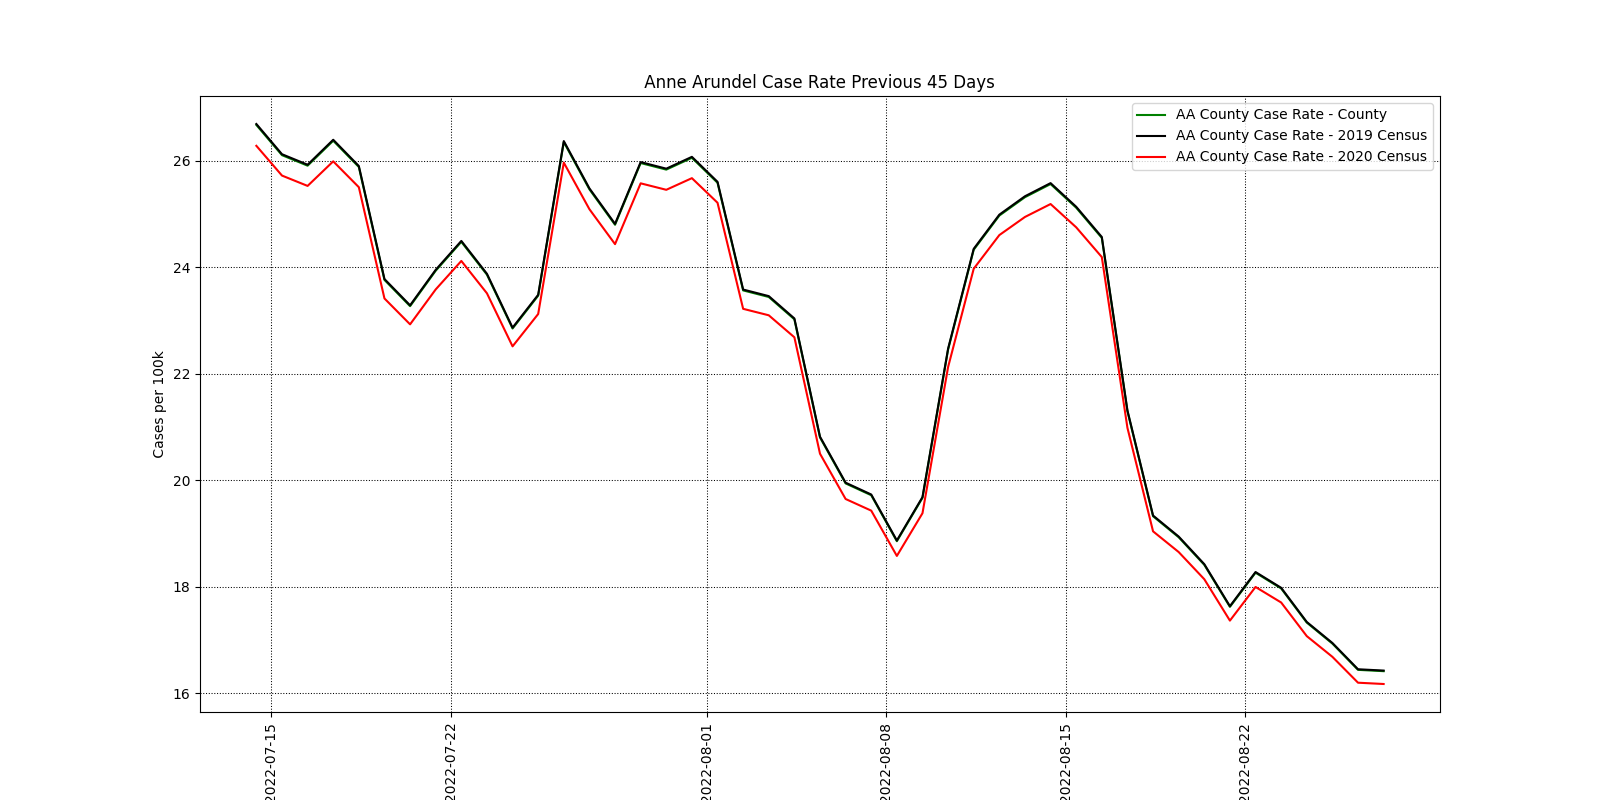 Anne Arundel Case Rate Previous 45 Days
AA County Case Rate - County
AA County Case Rate - 2019 Census
AA County Case Rate - 2020 Census
Cases per 100k
26
24
22
20
18
16
2022-07-15
2022-07-22
2022-08-01
2022-08-08
2022-08-15
2022-08-22